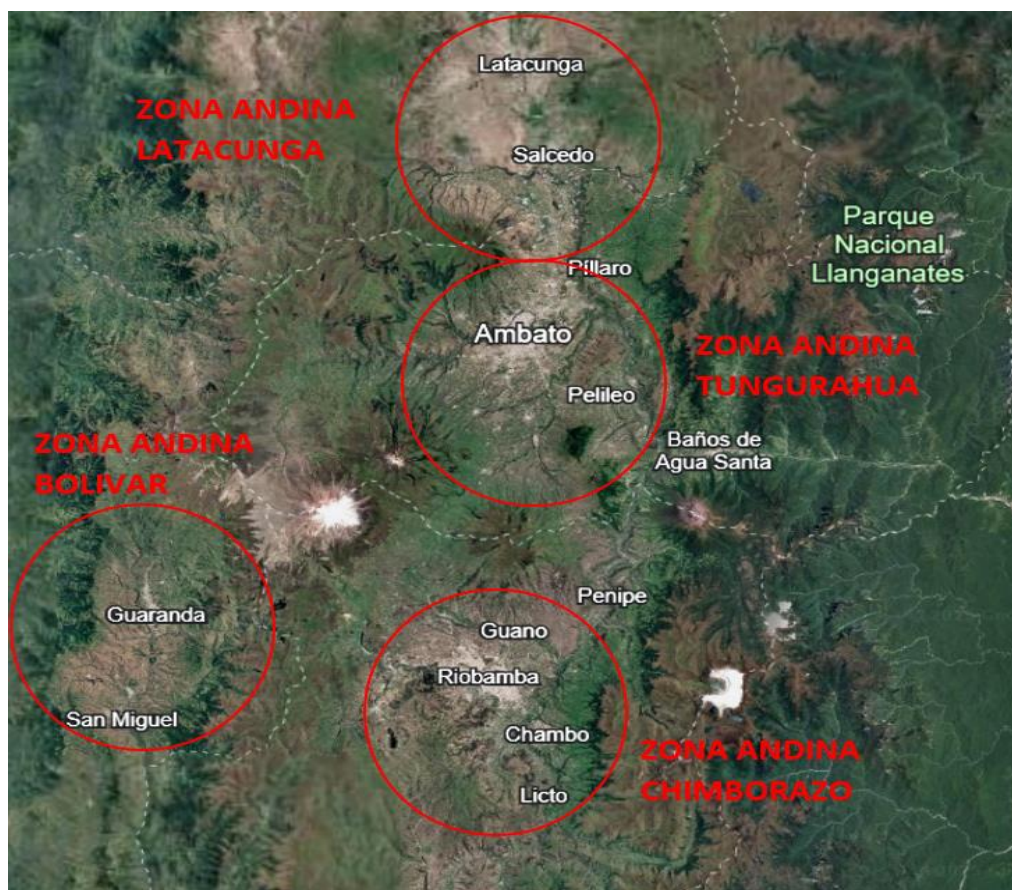 Latacunga
ZONA ANDINA
LATACUNGA
Salcedo
Parque
Nacional
Llanganates
Píllaro
Ambato
ZONA ANDINA
TUNGURAHUA
Pelileo
Baños de
Agua Santa
ZONA ANDINA
BOLIVAR
Penipe
Guaranda
Guano
Riobamba
San Miguel
Chambo
ZONA ANDINA
CHIMBORAZO
Licto